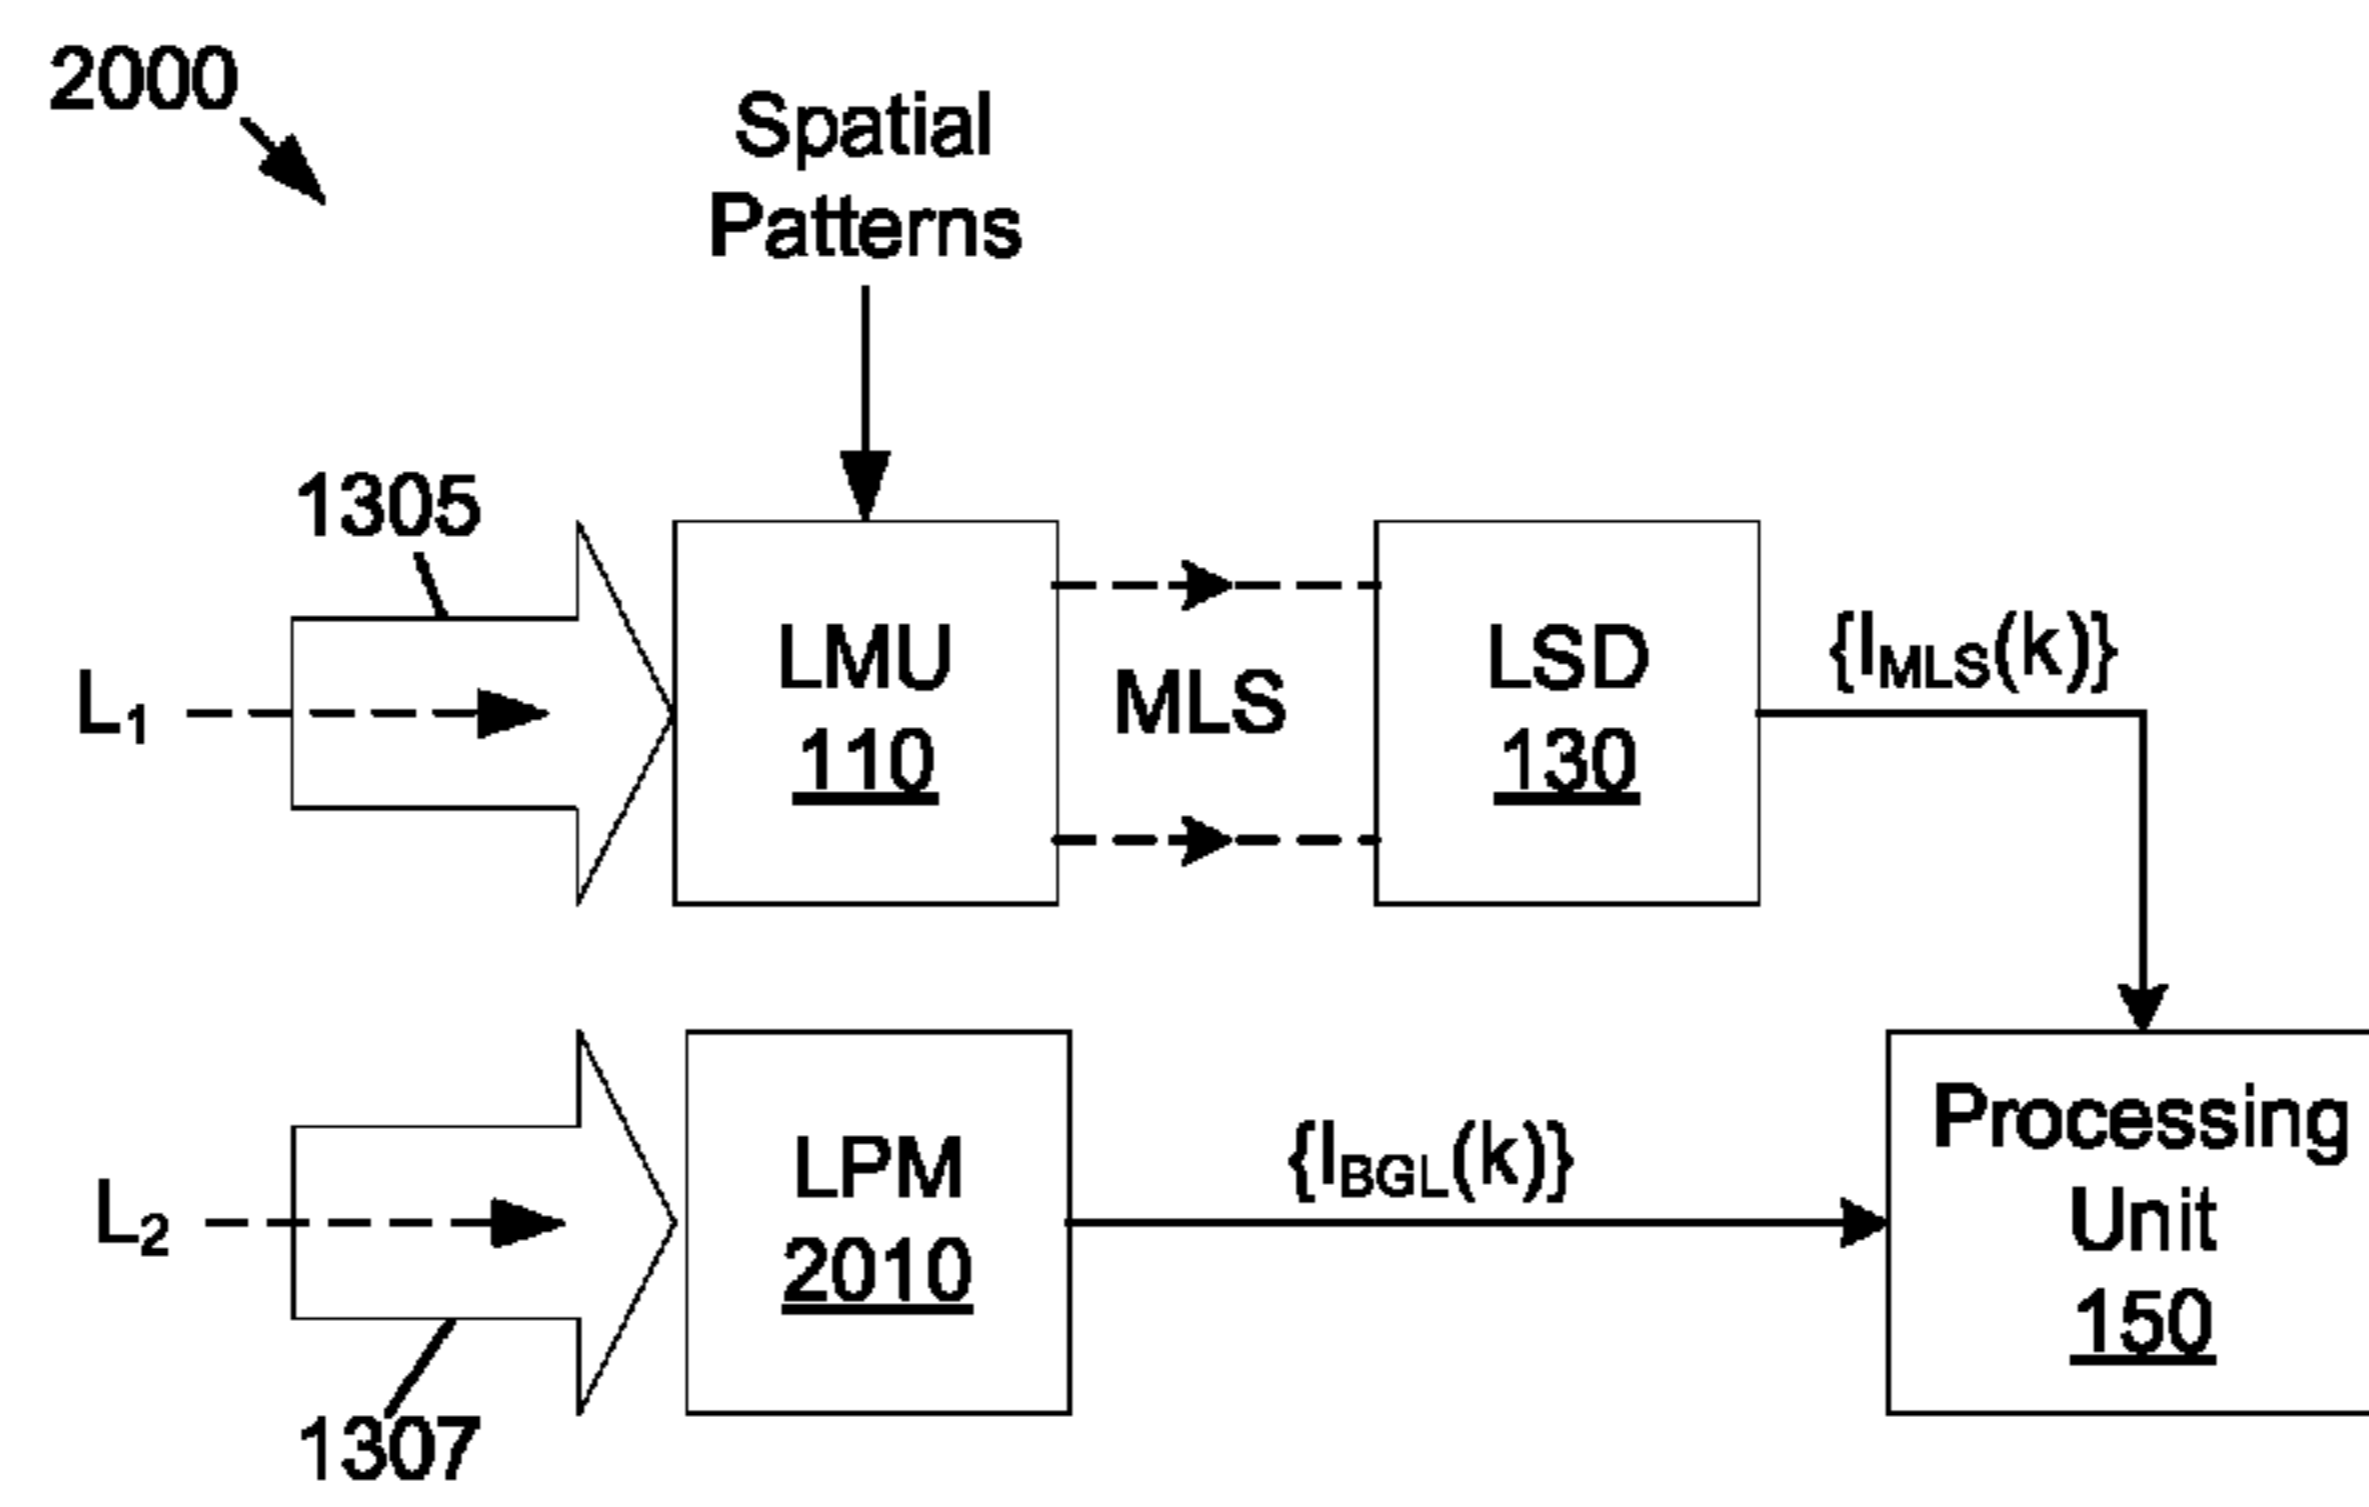 2000
Spatial
Patterns
1305
L₁
LMU
110
MLS
LSD
130
{I_MLS(k)}
L₂
1307
LPM
2010
{I_BGL(k)}
Processing
Unit
150